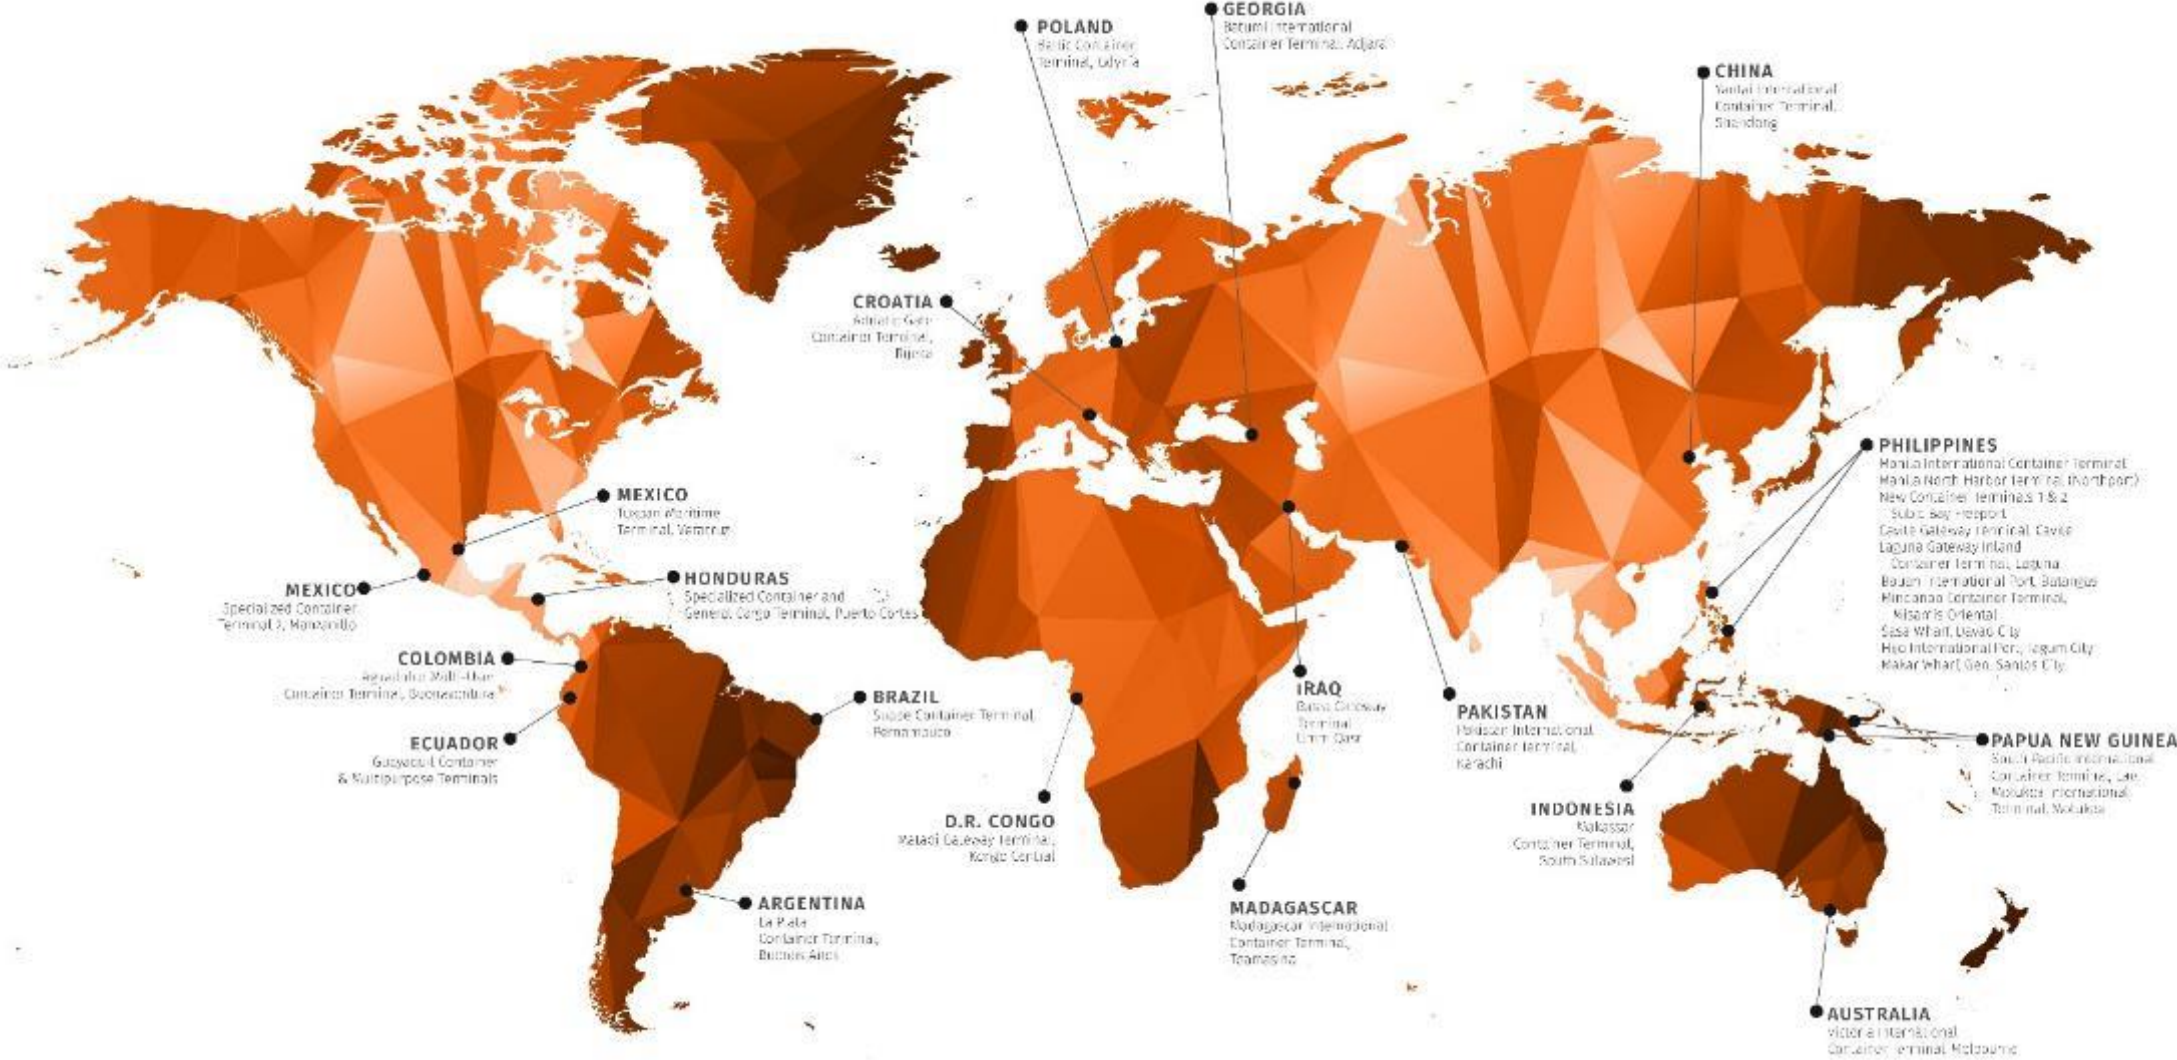 POLAND
Baltic Container
Terminal, Gdynia
GEORGIA
Batumi International
Container Terminal, Adjara
CHINA
Yantai International
Container Terminal,
Shandong
CROATIA
Adriatic Gate
Container Terminal,
Rijeka
MEXICO
Tuxpan Maritime
Terminal, Veracruz
MEXICO
Specialized Container
Terminal 2, Manzanillo
HONDURAS
Specialized Container and
General Cargo Terminal, Puerto Cortes
COLOMBIA
Aguadulce Multi-User
Container Terminal, Buenaventura
ECUADOR
Guayaquil Container
& Multipurpose Terminals
BRAZIL
Suape Container Terminal,
Pernambuco
ARGENTINA
La Plata
Container Terminal,
Buenos Aires
D.R. CONGO
Matadi Gateway Terminal,
Kongo Central
MADAGASCAR
Madagascar International
Container Terminal,
Toamasina
IRAQ
Basra Gateway
Terminal
Umm Qasr
PAKISTAN
Pakistan International
Container Terminal,
Karachi
PHILIPPINES
Manila International Container Terminal
Manila North Harbor Terminal (Northport)
New Container Terminals 1 & 2
Subic Bay Freeport
Cavite Gateway Terminal, Cavite
Laguna Gateway Inland
Container Terminal, Laguna
Bauan International Port, Batangas
Mindanao Container Terminal,
Misamis Oriental
Sasa Wharf, Davao City
Hijo International Port, Tagum City
Makar Wharf, Gen. Santos City
INDONESIA
Makassar
Container Terminal,
South Sulawesi
PAPUA NEW GUINEA
South Pacific International
Container Terminal, Lae
Motukea International
Terminal, Motukea
AUSTRALIA
Victoria International
Container Terminal, Melbourne